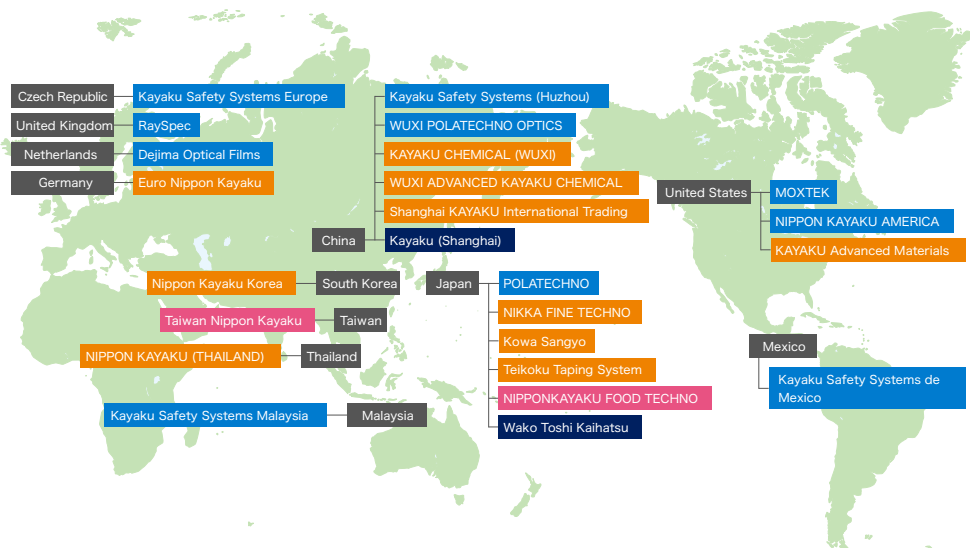 Czech Republic
Kayaku Safety Systems Europe
United Kingdom
RaySpec
Netherlands
Dejima Optical Films
Germany
Euro Nippon Kayaku
Kayaku Safety Systems (Huzhou)
WUXI POLATECHNO OPTICS
KAYAKU CHEMICAL (WUXI)
WUXI ADVANCED KAYAKU CHEMICAL
Shanghai KAYAKU International Trading
China
Kayaku (Shanghai)
United States
MOXTEK
NIPPON KAYAKU AMERICA
KAYAKU Advanced Materials
Nippon Kayaku Korea
South Korea
Taiwan Nippon Kayaku
Taiwan
NIPPON KAYAKU (THAILAND)
Thailand
Kayaku Safety Systems Malaysia
Malaysia
Japan
POLATECHNO
NIKKA FINE TECHNO
Kowa Sangyo
Teikoku Taping System
NIPPONKAYAKU FOOD TECHNO
Wako Toshi Kaihatsu
Mexico
Kayaku Safety Systems de
Mexico